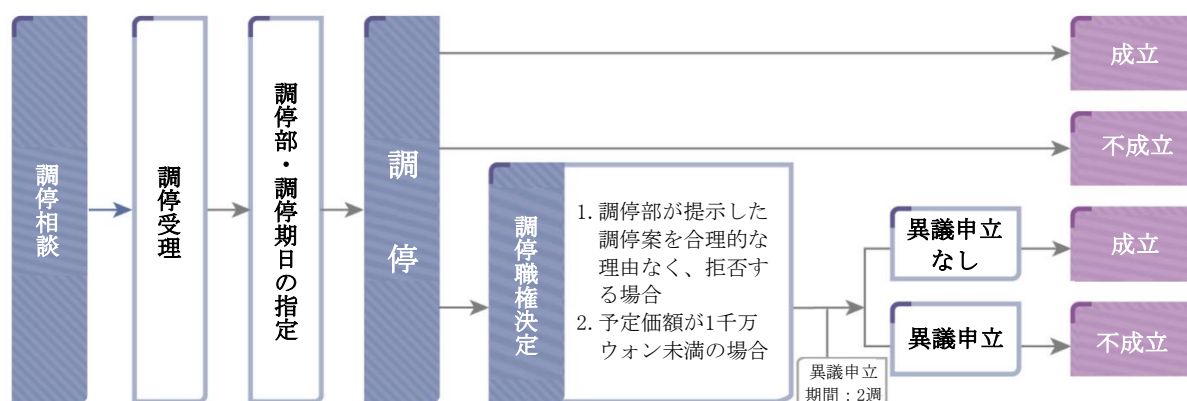 調停相談
調停受理
調停部・調停期日の指定
調停
成立
不成立
調停職権決定
1. 調停部が提示した
調停案を合理的な
理由なく、拒否す
る場合
2. 予定価額が1千万
ウォン未満の場合
異議申立
期間：2週
異議申立
なし
成立
異議申立
不成立